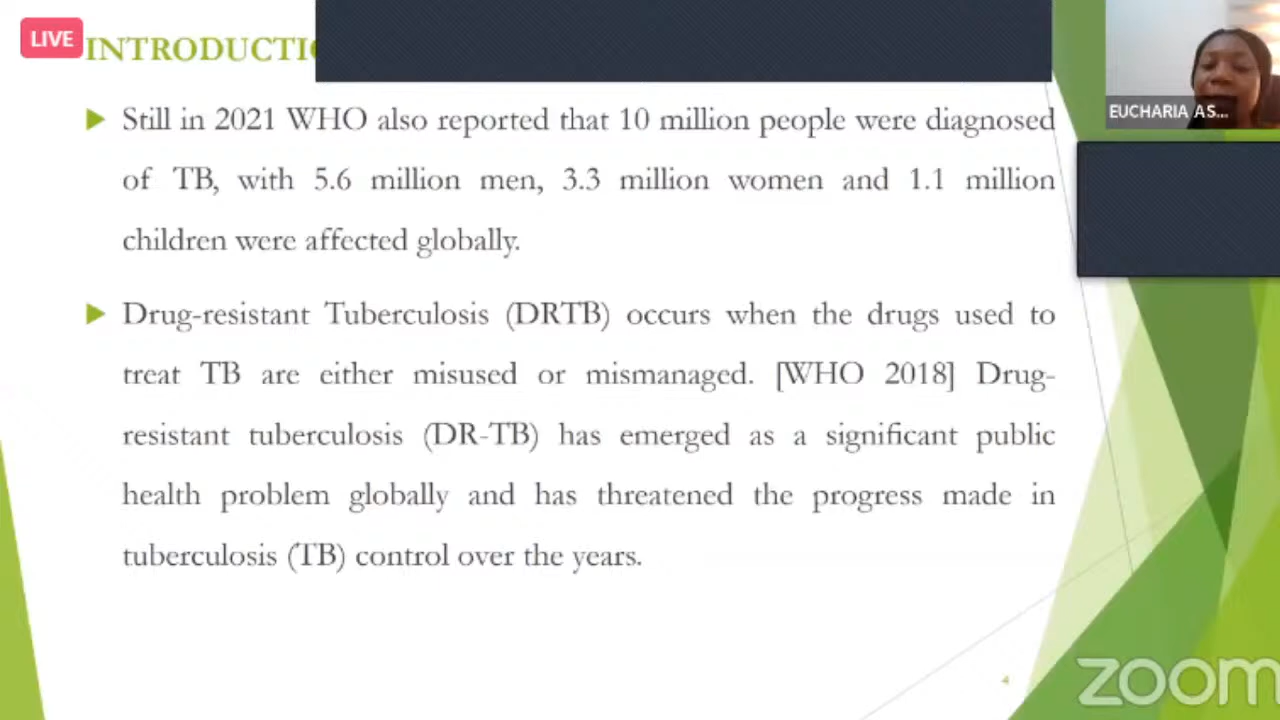 LIVE
INTRODUCTI
EUCHARIA AS...
Still in 2021 WHO also reported that 10 million people were diagnosed
of TB, with 5.6 million men, 3.3 million women and 1.1 million
children were affected globally.
Drug-resistant Tuberculosis (DRTB) occurs when the drugs used to
treat TB are either misused or mismanaged. [WHO 2018] Drug-
resistant tuberculosis (DR-TB) has emerged as a significant public
health problem globally and has threatened the progress made in
tuberculosis (TB) control over the years.
4
zoom